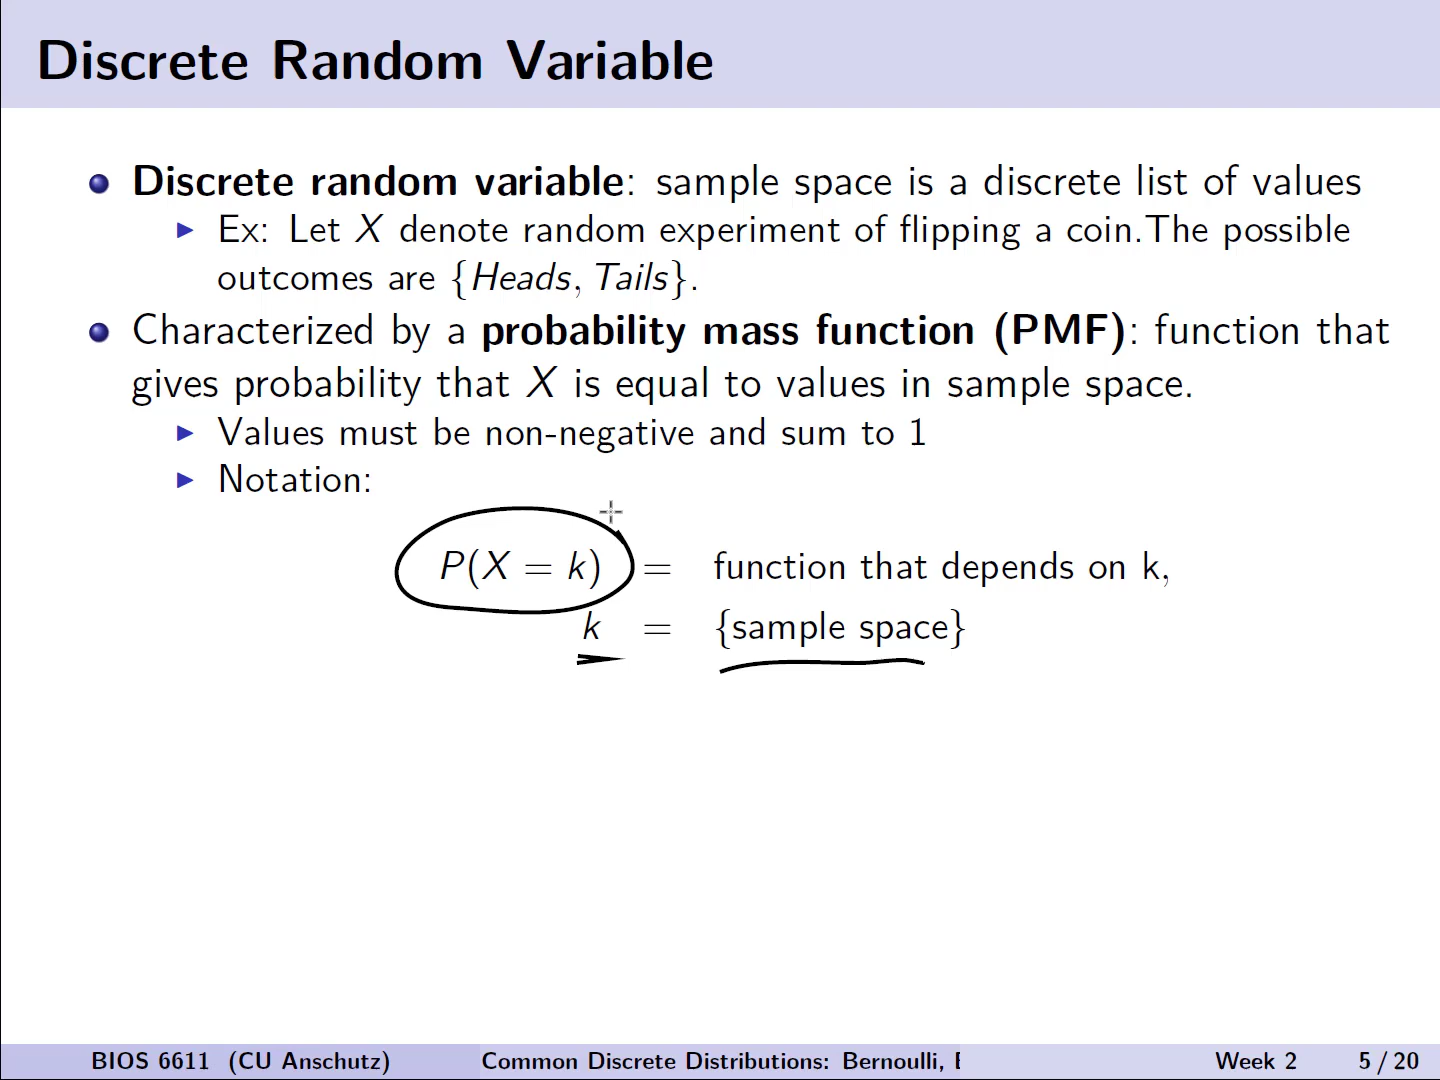 Discrete Random Variable
Discrete random variable: sample space is a discrete list of values
Ex: Let X denote random experiment of flipping a coin.The possible
outcomes are {Heads, Tails}.
Characterized by a probability mass function (PMF): function that
gives probability that X is equal to values in sample space.
Values must be non-negative and sum to 1
Notation:
P(X = k) = function that depends on k,
k = {sample space}
BIOS 6611 (CU Anschutz) Common Discrete Distributions: Bernoulli, Week 2 5 / 20